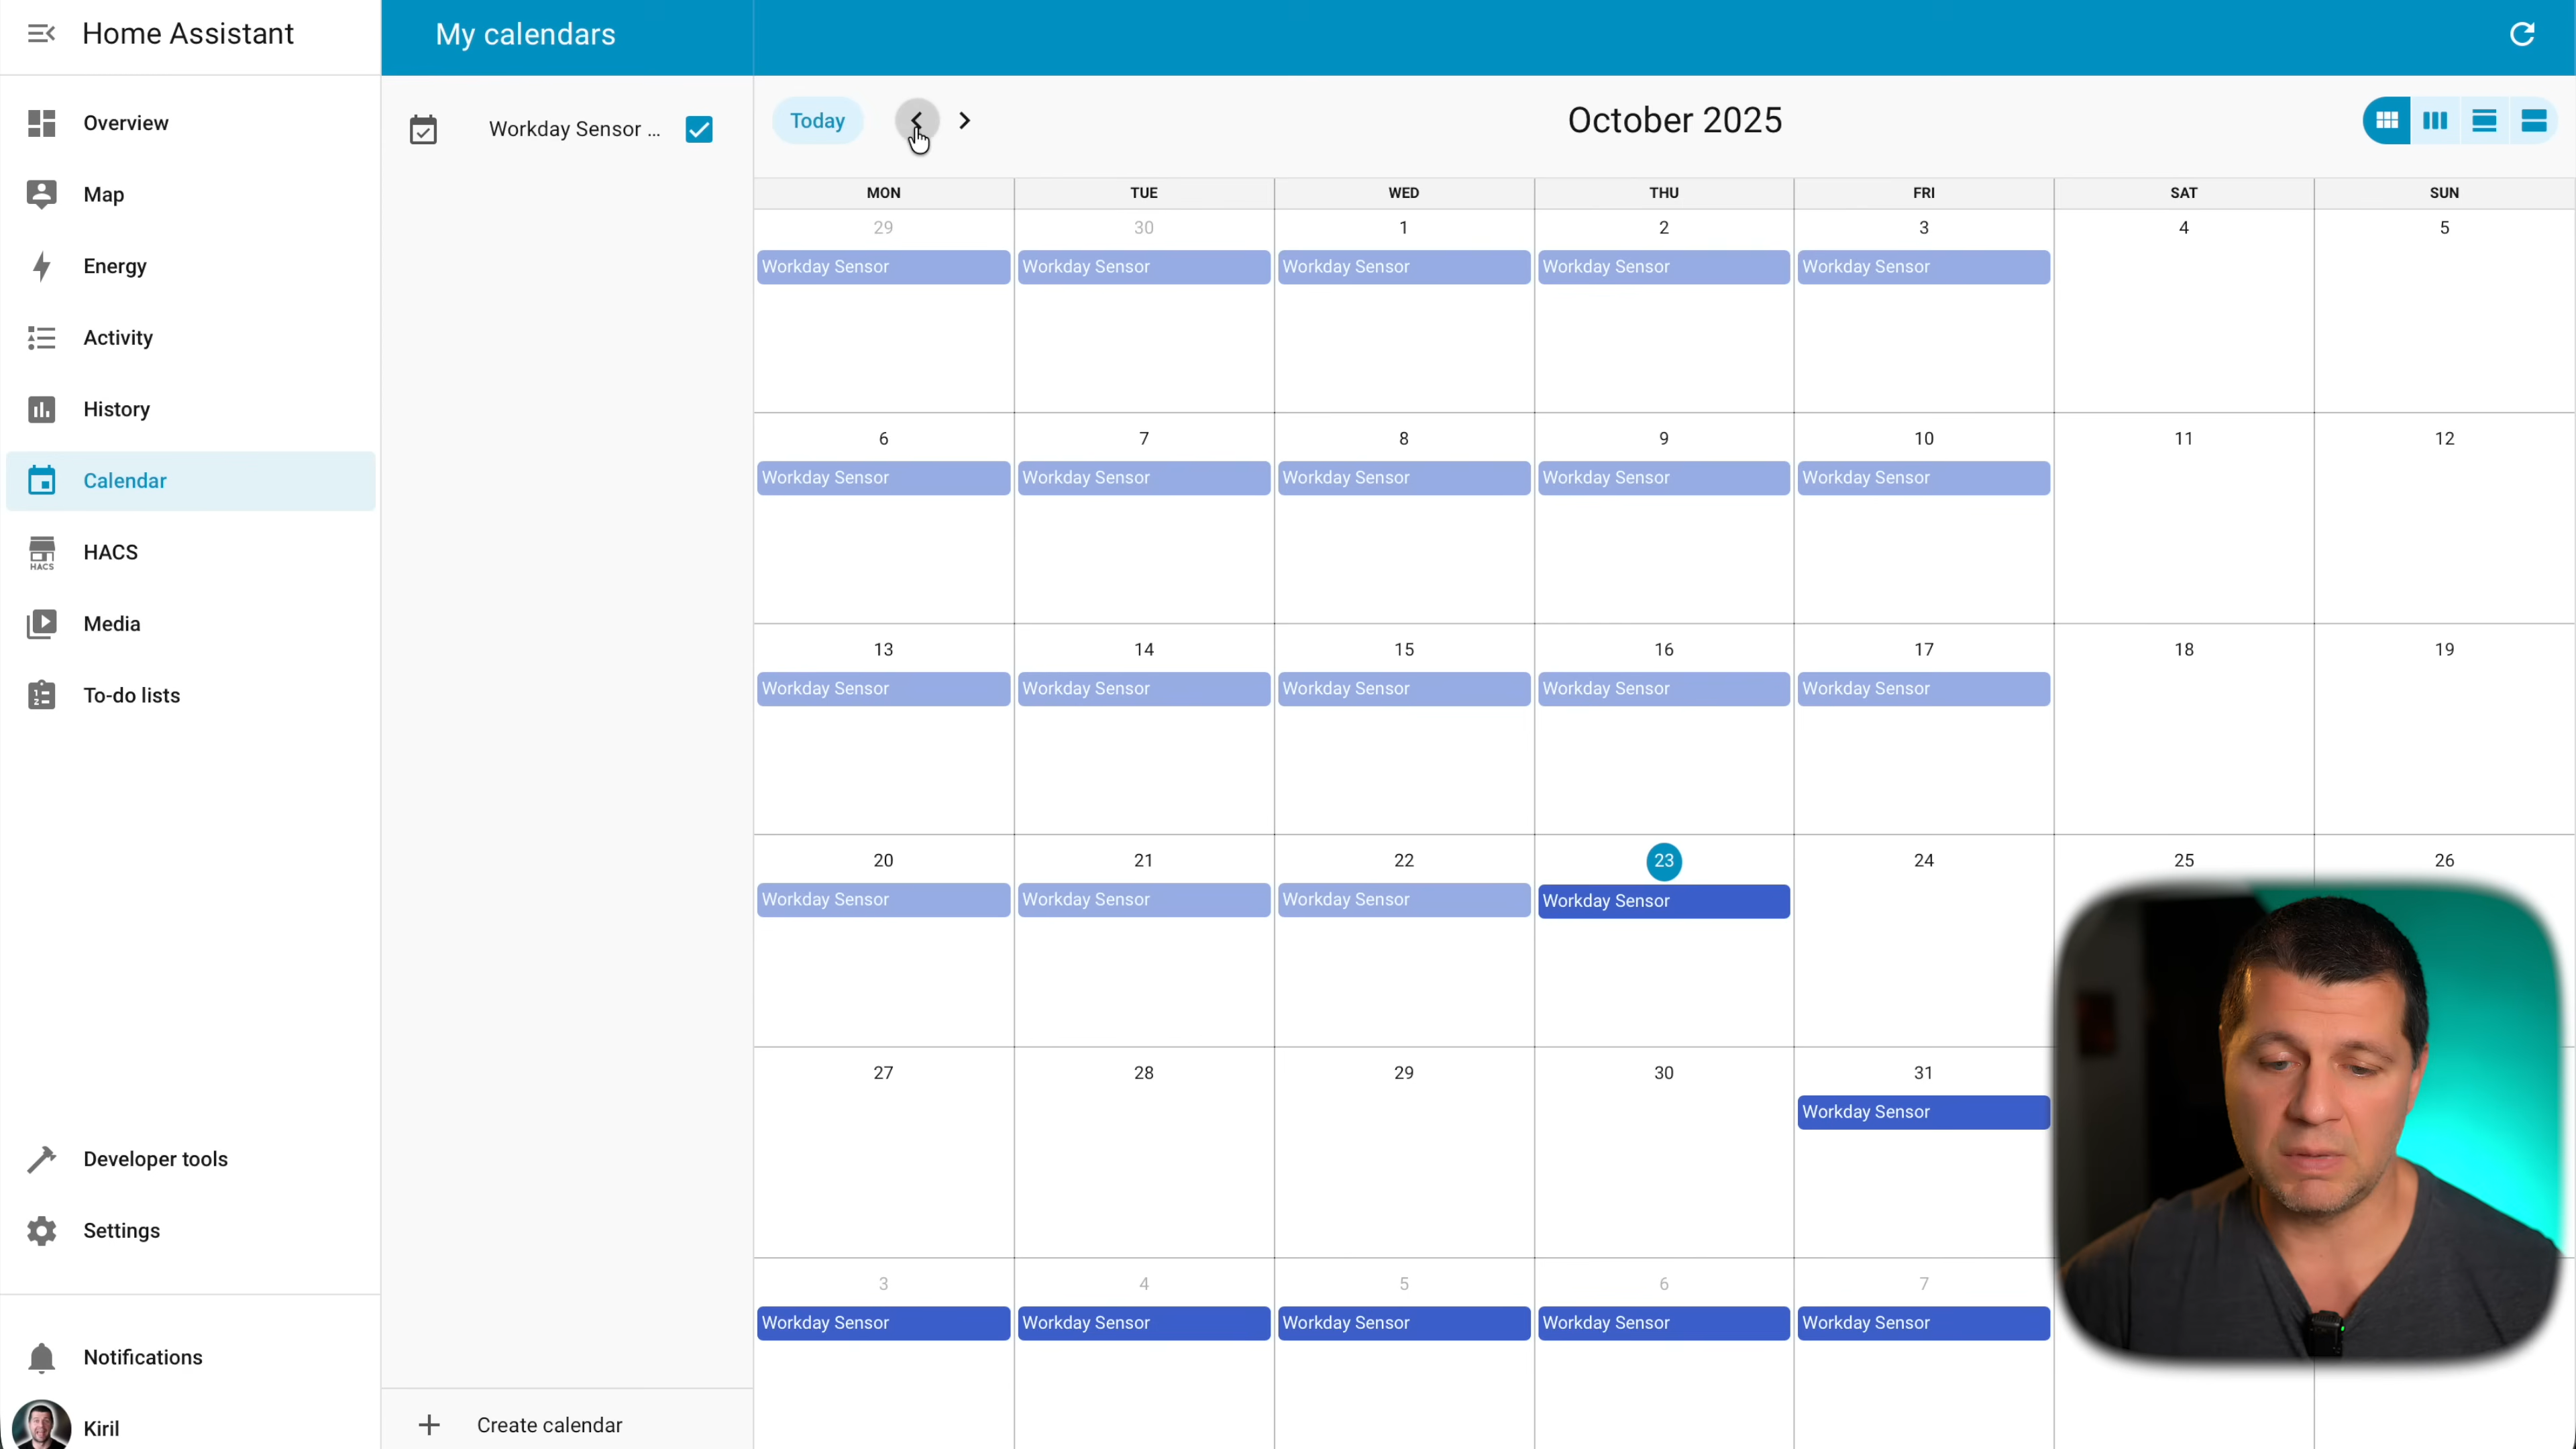 Home Assistant
My calendars
Overview
Map
Energy
Activity
History
Calendar
HACS
HACS
Media
To-do lists
Developer tools
Settings
Notifications
Kiril
Workday Sensor ...
Create calendar
Today
October 2025
MON TUE WED THU FRI SAT SUN
29 30 1 2 3 4 5
Workday Sensor Workday Sensor Workday Sensor Workday Sensor Workday Sensor
6 7 8 9 10 11 12
Workday Sensor Workday Sensor Workday Sensor Workday Sensor Workday Sensor
13 14 15 16 17 18 19
Workday Sensor Workday Sensor Workday Sensor Workday Sensor Workday Sensor
20 21 22 23 24 25 26
Workday Sensor Workday Sensor Workday Sensor Workday Sensor
27 28 29 30 31
Workday Sensor
3 4 5 6 7
Workday Sensor Workday Sensor Workday Sensor Workday Sensor Workday Sensor